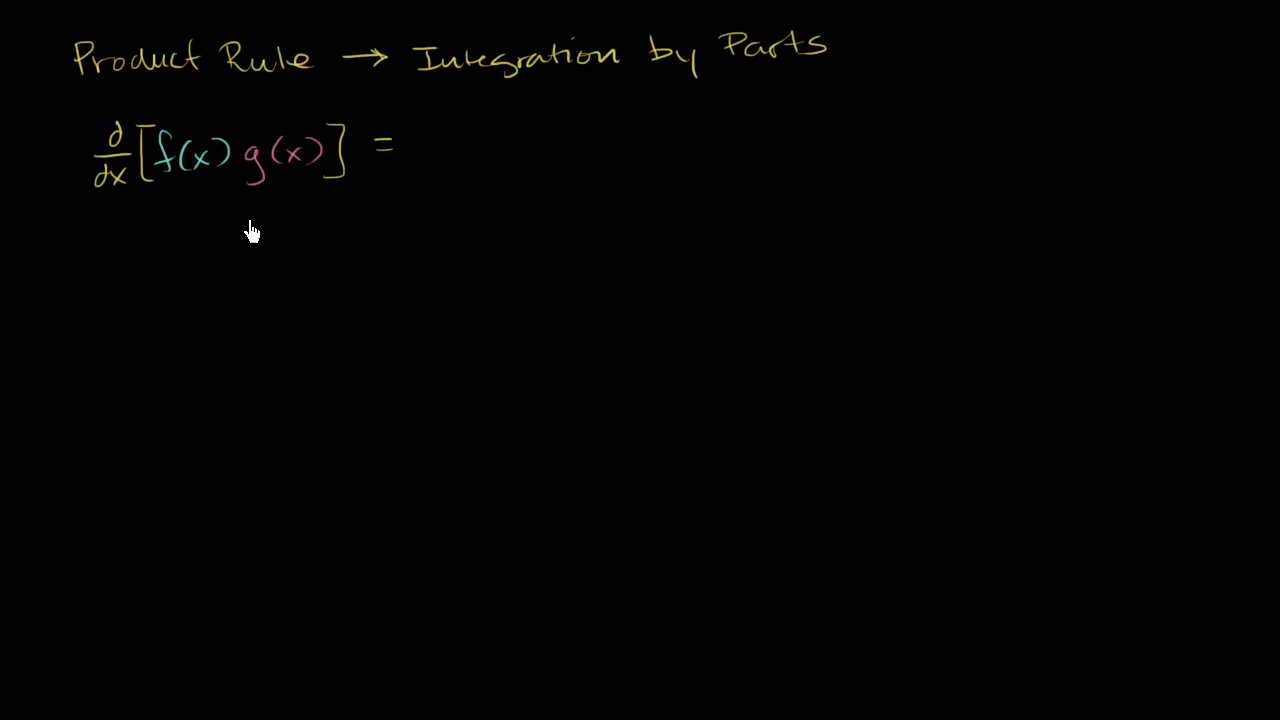 Product Rule → Integration by Parts
d/dx [f(x) g(x)] =